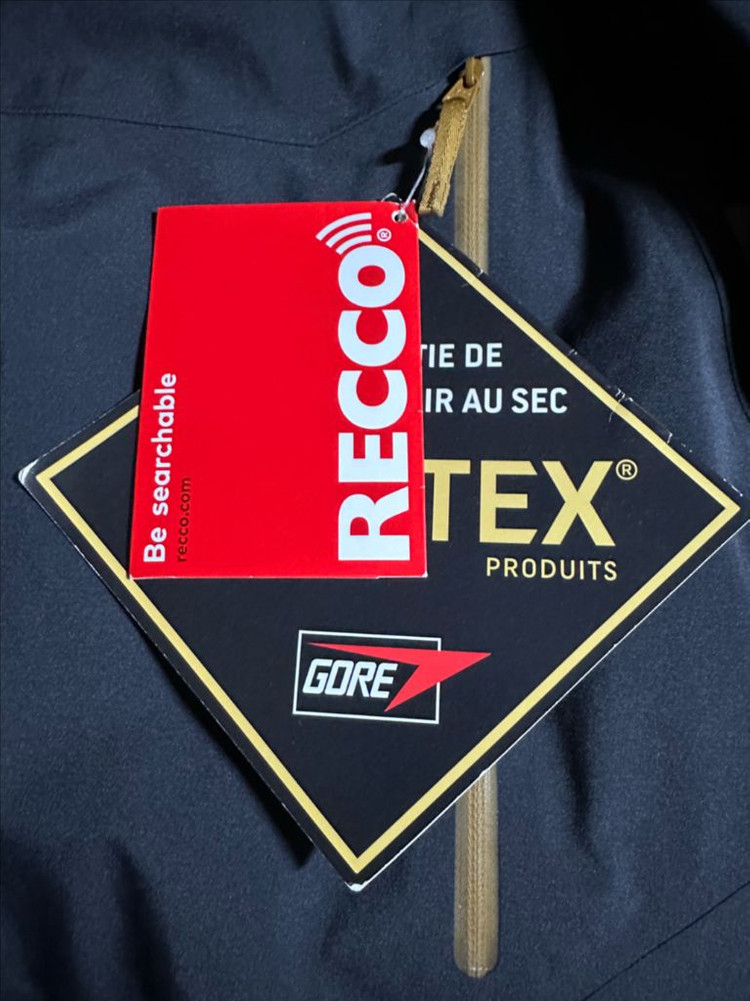 RECCO®
Be searchable
recco.com
TIE DE
IR AU SEC
TEX®
PRODUITS
GORE